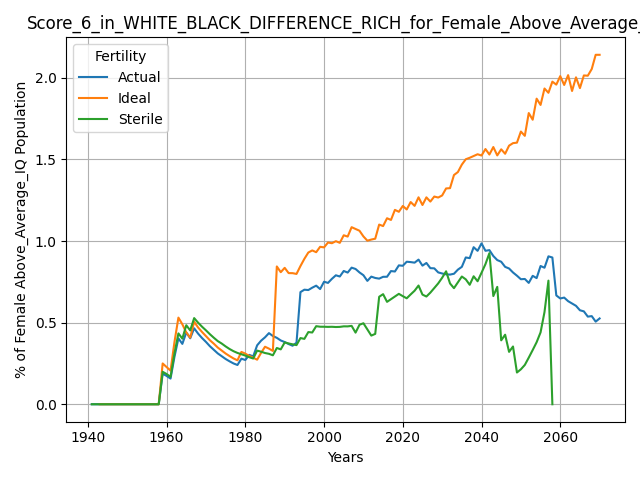 Score_6_in_WHITE_BLACK_DIFFERENCE_RICH_for_Female_Above_Average_
Fertility
Actual
Ideal
Sterile
% of Female Above_Average_IQ Population
2.0
1.5
1.0
0.5
0.0
1940 1960 1980 2000 2020 2040 2060
Years